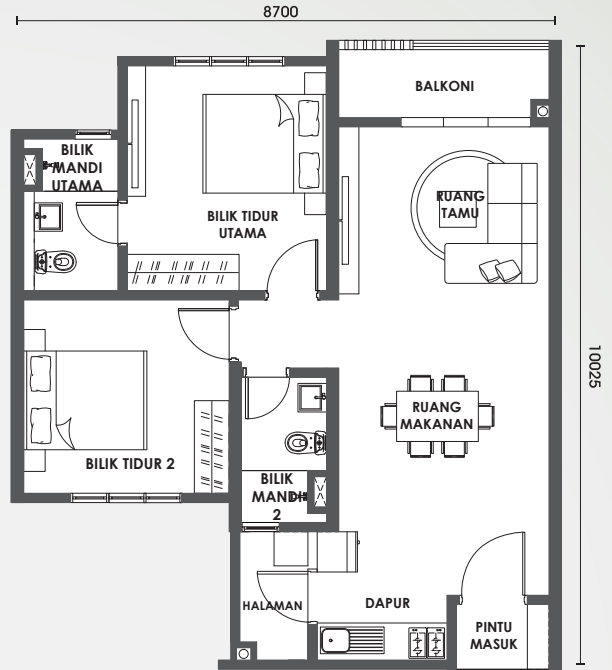 8700
BALKONI
BILIK
MANDI
UTAMA
RUANG
TAMU
BILIK TIDUR
UTAMA
10025
RUANG
MAKANAN
BILIK TIDUR 2
BILIK
MANDI
2
HALAMAN
DAPUR
PINTU
MASUK